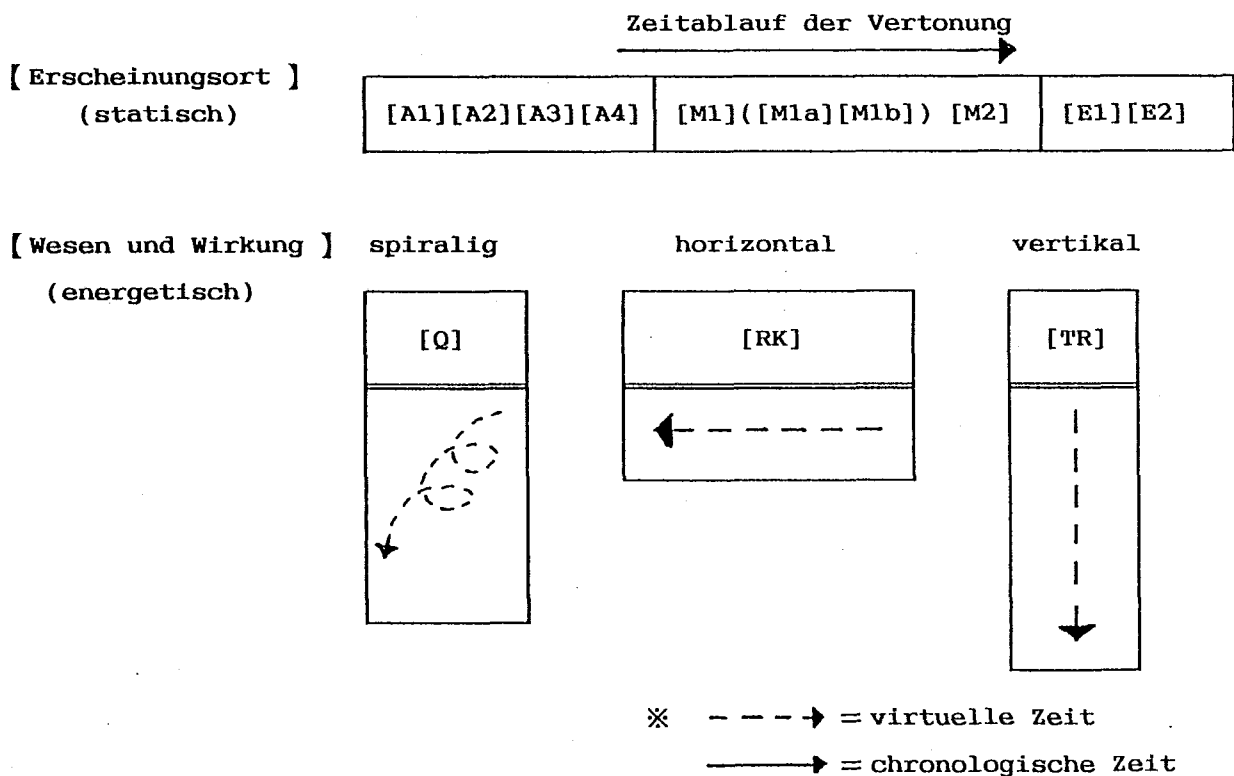 Zeitablauf der Vertonung
【Erscheinungsort】
(statisch)
[A1][A2][A3][A4] [M1]([M1a][M1b]) [M2] [E1][E2]
【Wesen und Wirkung】 spiralig horizontal vertikal
(energetisch)
[Q] [RK] [TR]
※ = virtuelle Zeit
= chronologische Zeit